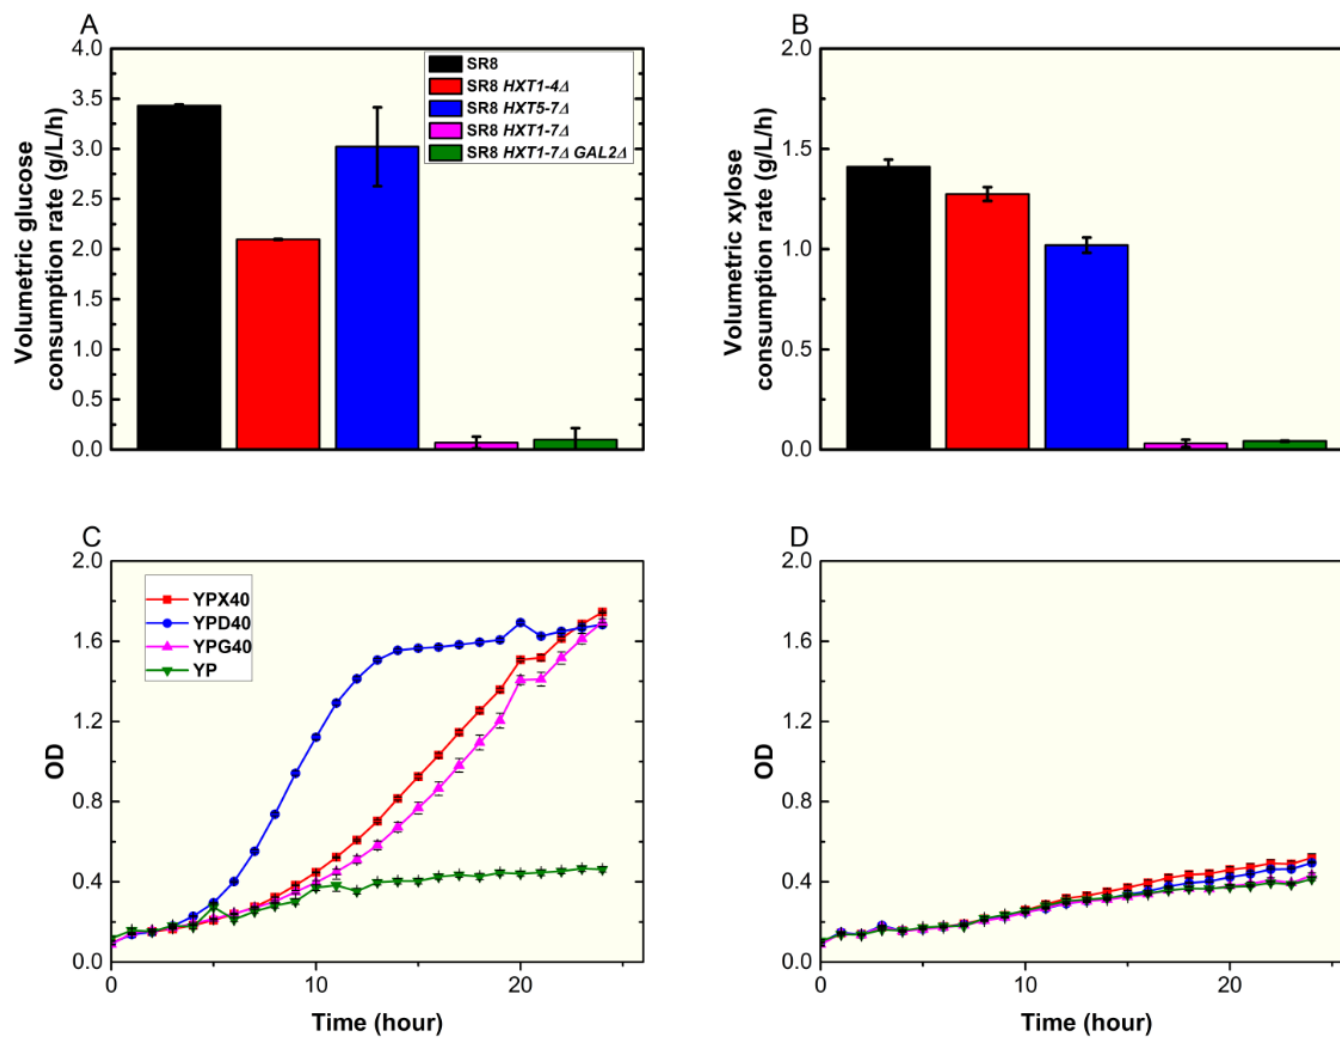 A
4.0
3.5
3.0
2.5
2.0
1.5
1.0
0.5
0.0
Volumetric glucose
consumption rate (g/L/h)
SR8
SR8 HXT1-4Δ
SR8 HXT5-7Δ
SR8 HXT1-7Δ
SR8 HXT1-7Δ GAL2Δ
B
2.0
1.5
1.0
0.5
0.0
Volumetric xylose
consumption rate (g/L/h)
C
2.0
1.6
1.2
0.8
0.4
0.0
OD
YPX40
YPD40
YPG40
YP
0
10
20
Time (hour)
D
2.0
1.6
1.2
0.8
0.4
0.0
OD
0
10
20
Time (hour)